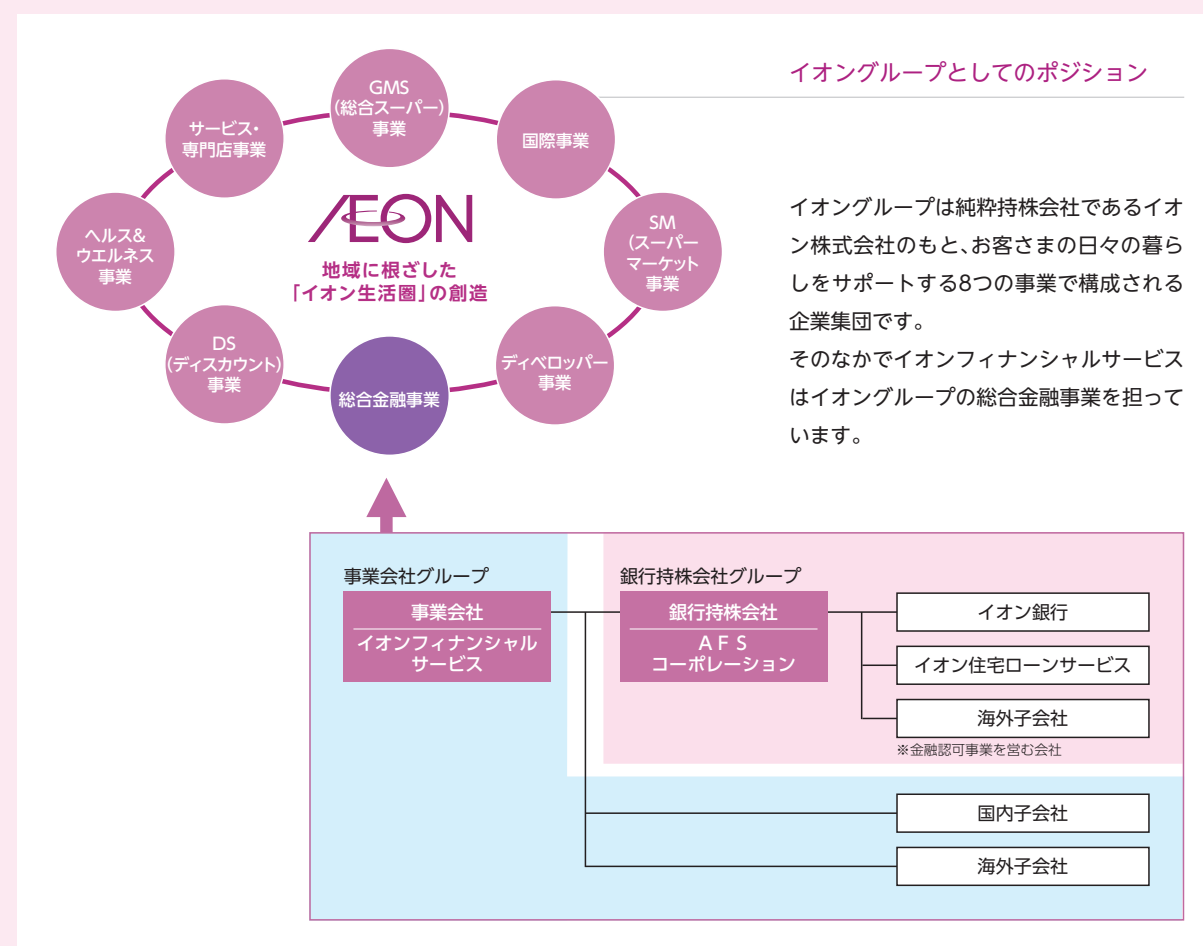 イオングループとしてのポジション
GMS
(総合スーパー)
事業
国際事業
SM
(スーパー
マーケット
事業
ディベロッパー
事業
総合金融事業
DS
(ディスカウント)
事業
ヘルス&
ウエルネス
事業
サービス・
専門店事業
ÆON
地域に根ざした
「イオン生活圏」の創造
イオングループは純粋持株会社であるイオ
ン株式会社のもと、お客さまの日々の暮ら
しをサポートする8つの事業で構成される
企業集団です。
そのなかでイオンフィナンシャルサービス
はイオングループの総合金融事業を担って
います。
事業会社グループ
事業会社
イオンフィナンシャル
サービス
銀行持株会社グループ
銀行持株会社
AFS
コーポレーション
イオン銀行
イオン住宅ローンサービス
海外子会社
※金融認可事業を営む会社
国内子会社
海外子会社